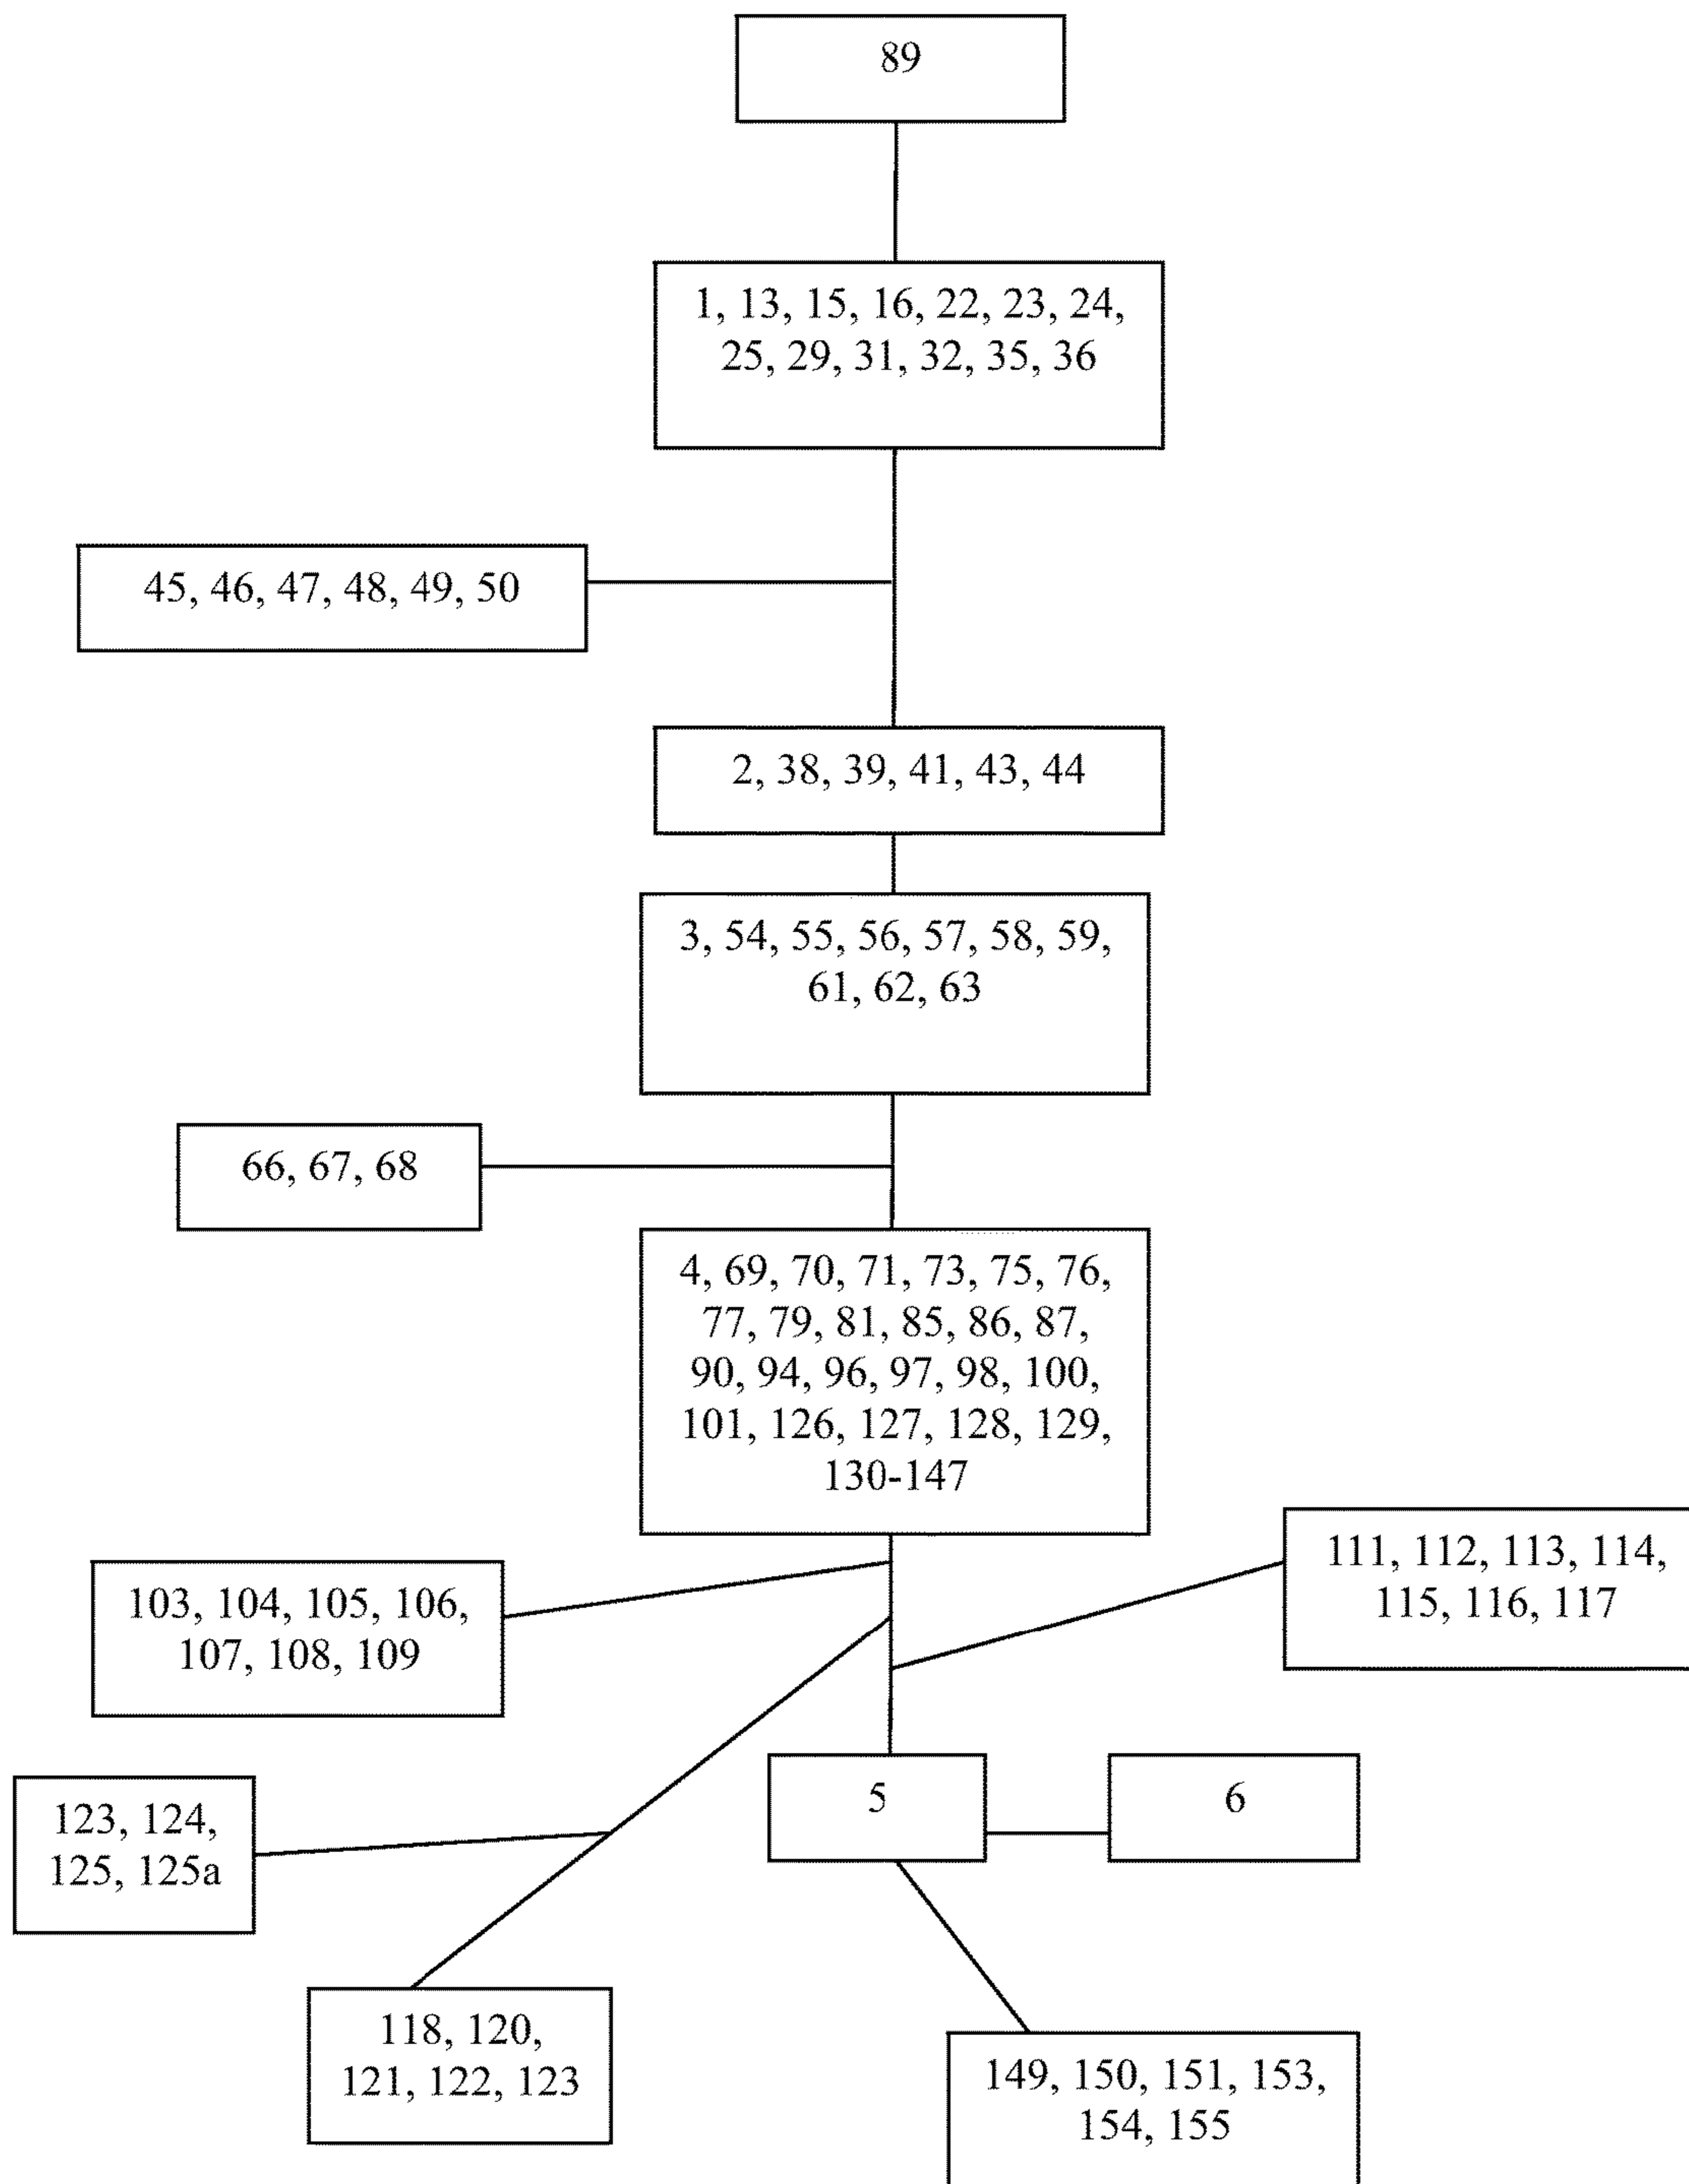 89
1, 13, 15, 16, 22, 23, 24,
25, 29, 31, 32, 35, 36
45, 46, 47, 48, 49, 50
2, 38, 39, 41, 43, 44
3, 54, 55, 56, 57, 58, 59,
61, 62, 63
66, 67, 68
4, 69, 70, 71, 73, 75, 76,
77, 79, 81, 85, 86, 87,
90, 94, 96, 97, 98, 100,
101, 126, 127, 128, 129,
130-147
103, 104, 105, 106,
107, 108, 109
111, 112, 113, 114,
115, 116, 117
5
6
123, 124,
125, 125a
118, 120,
121, 122, 123
149, 150, 151, 153,
154, 155